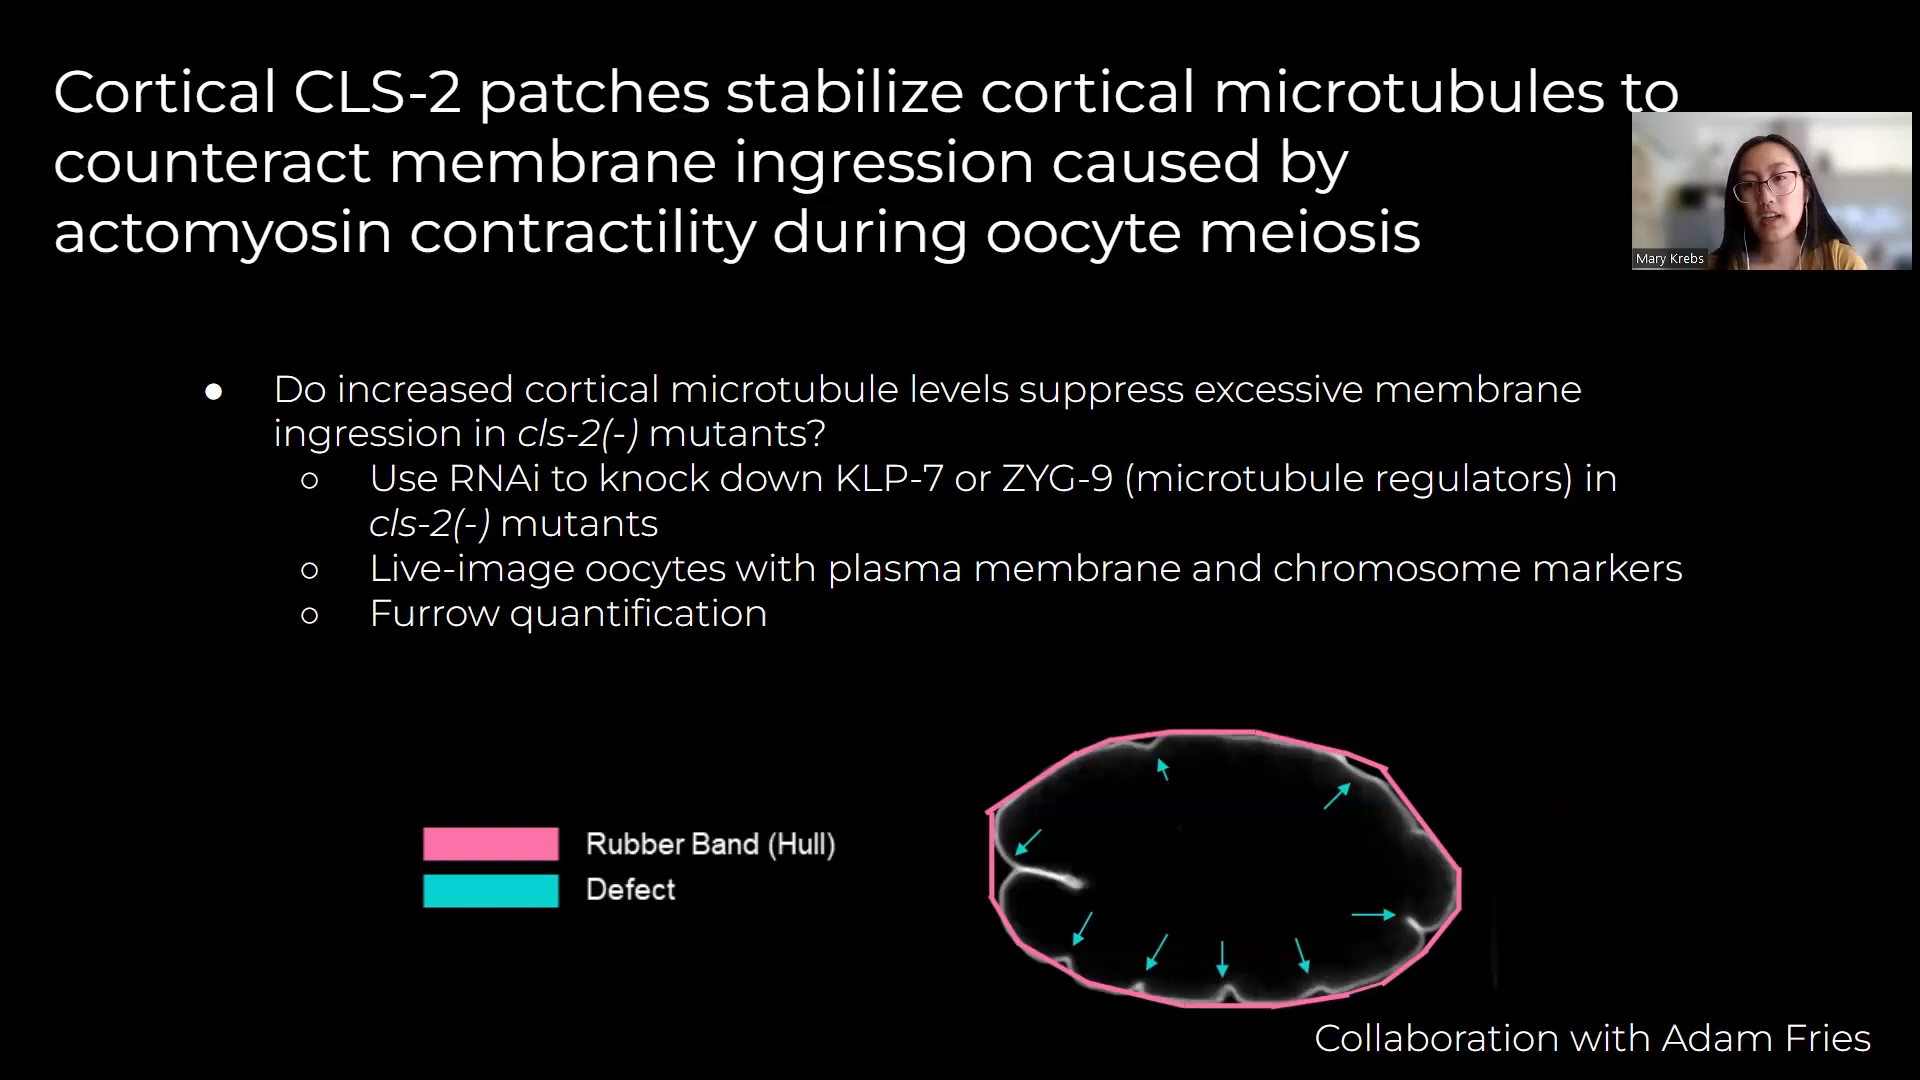 Cortical CLS-2 patches stabilize cortical microtubules to
counteract membrane ingression caused by
actomyosin contractility during oocyte meiosis
Mary Krebs
● Do increased cortical microtubule levels suppress excessive membrane
ingression in cls-2(-) mutants?
○ Use RNAi to knock down KLP-7 or ZYG-9 (microtubule regulators) in
cls-2(-) mutants
○ Live-image oocytes with plasma membrane and chromosome markers
○ Furrow quantification
Rubber Band (Hull)
Defect
Collaboration with Adam Fries